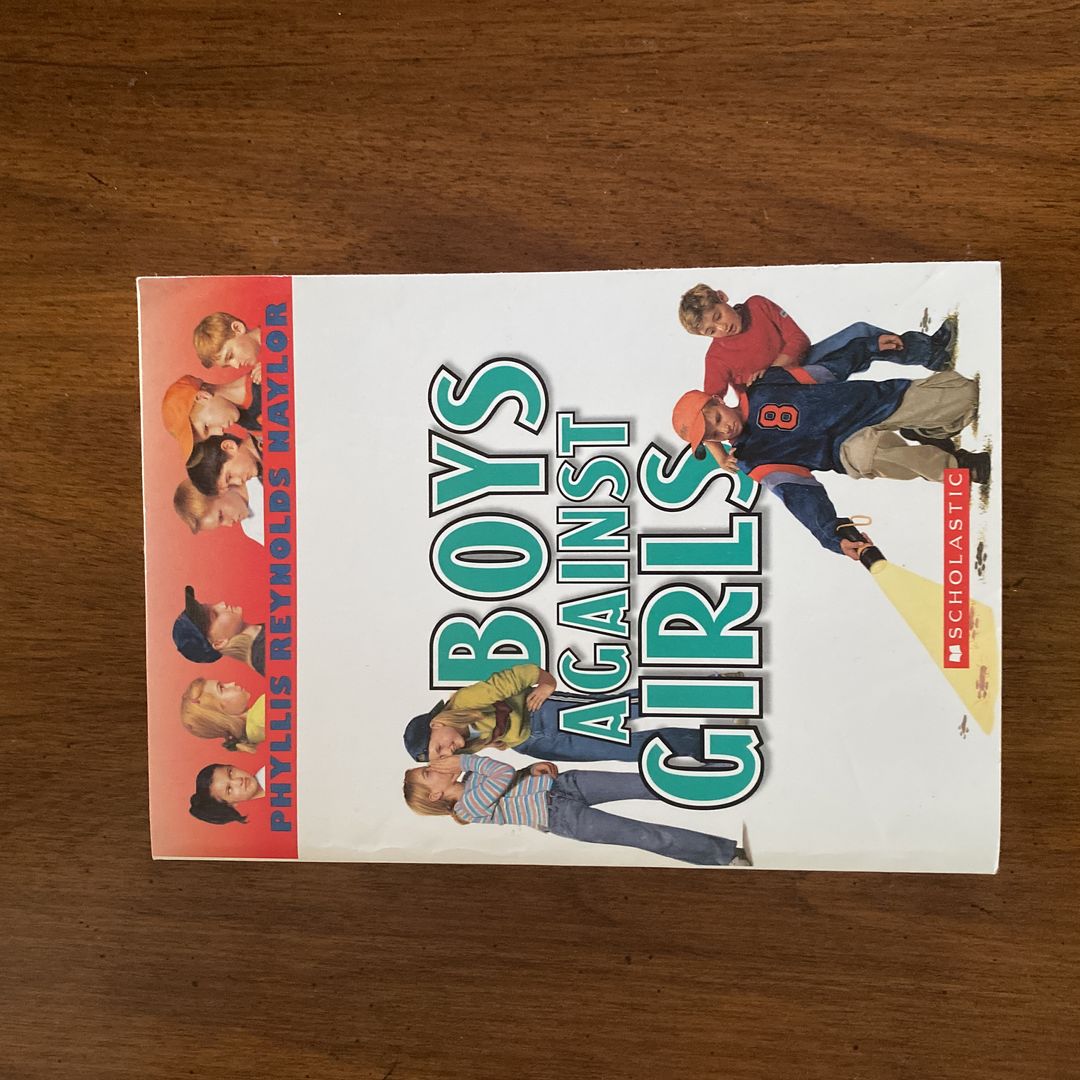 PHYLLIS REYNOLDS NAYLOR
BOYS
AGAINST
GIRLS
8
SCHOLASTIC